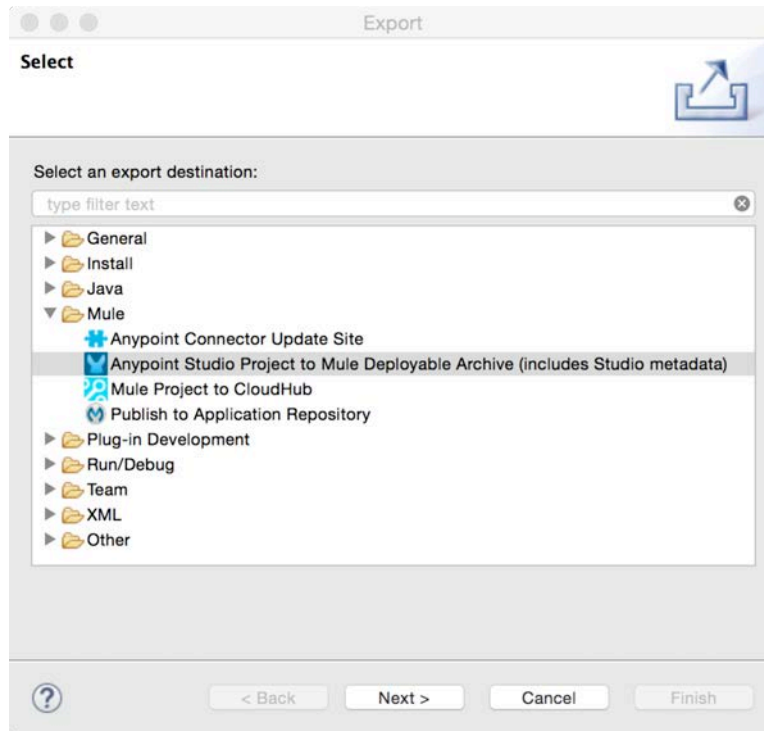 Export
Select
Select an export destination:
type filter text
General
Install
Java
Mule
Anypoint Connector Update Site
Anypoint Studio Project to Mule Deployable Archive (includes Studio metadata)
Mule Project to CloudHub
Publish to Application Repository
Plug-in Development
Run/Debug
Team
XML
Other
? < Back Next > Cancel Finish